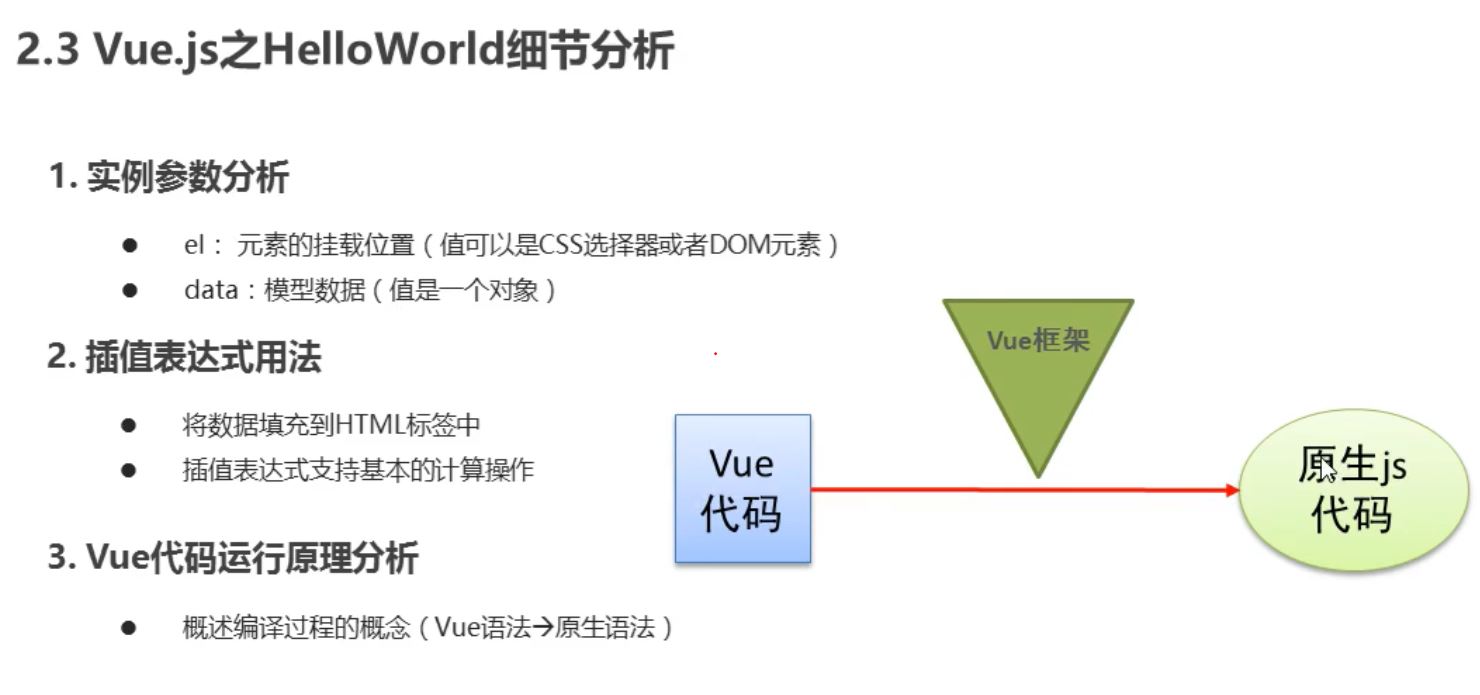 2.3 Vue.js之HelloWorld细节分析
1. 实例参数分析
● el： 元素的挂载位置（值可以是CSS选择器或者DOM元素）
● data：模型数据（值是一个对象）
2. 插值表达式用法
● 将数据填充到HTML标签中
● 插值表达式支持基本的计算操作
3. Vue代码运行原理分析
● 概述编译过程的概念（Vue语法→原生语法）
Vue框架
Vue
代码
原生js
代码